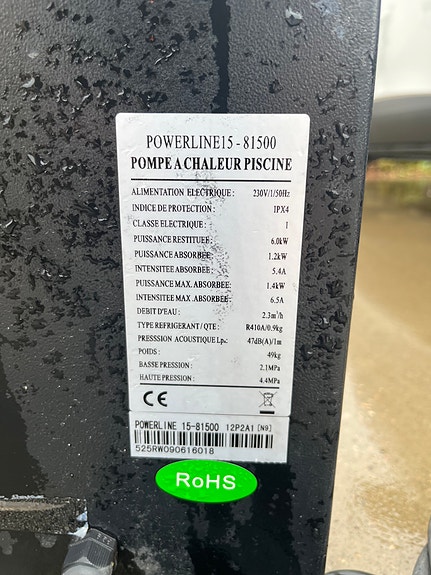 POWERLINE15 - 81500
POMPE A CHALEUR PISCINE
ALIMENTATION ELECTRIQUE : 230V/1/50Hz
INDICE DE PROTECTION : IPX4
CLASSE ELECTRIQUE : 1
PUISSANCE RESTITUEE : 6.0kW
PUISSANCE ABSORBEE : 1.2kW
INTENSITEE ABSORBEE : 5.4A
PUISSANCE MAX. ABSORBEE : 1.4kW
INTENSITEE MAX. ABSORBEE : 6.5A
DEBIT D'EAU : 2.3m³/h
TYPE REFRIGERANT / QTE : R410A/0.9kg
PRESSSION ACOUSTIQUE Lp : 47dB(A)/1m
POIDS : 49kg
BASSE PRESSION : 2.1MPa
HAUTE PRESSION : 4.4MPa
CE
POWERLINE 15-81500 12P2A1 [N9]
525RW090616018
RoHS